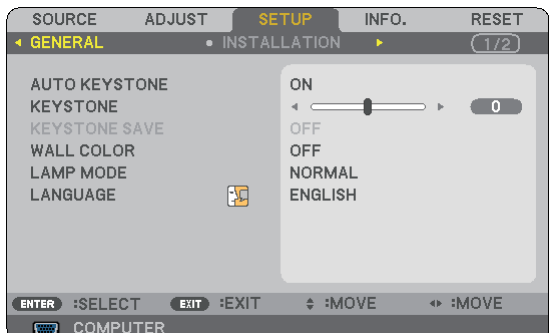 SOURCE ADJUST SETUP INFO. RESET
GENERAL • INSTALLATION 1/2
AUTO KEYSTONE ON
KEYSTONE 0
KEYSTONE SAVE OFF
WALL COLOR OFF
LAMP MODE NORMAL
LANGUAGE ENGLISH
ENTER :SELECT EXIT :EXIT :MOVE :MOVE
COMPUTER